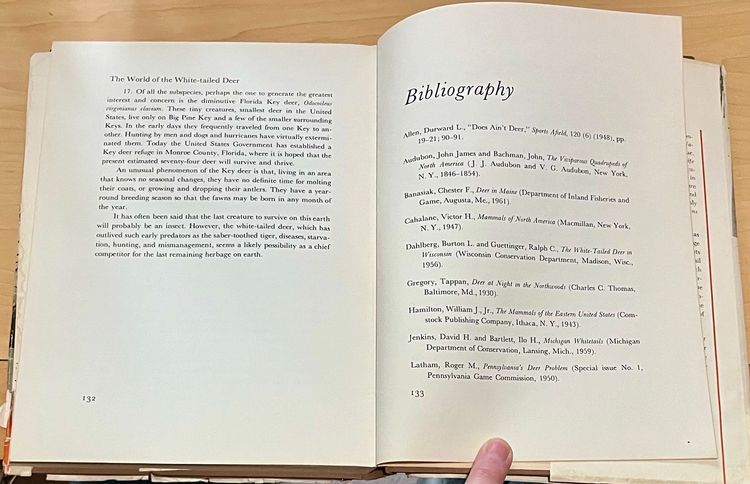 The World of the White-tailed Deer
17. Of all the subspecies, perhaps the one to generate the greatest
interest and concern is the diminutive Florida Key deer, Odocoileus
virginianus clavium. These tiny creatures, smallest deer in the United
States, live only on Big Pine Key and a few of the smaller surrounding
Keys. In the early days they frequently traveled from one Key to an-
other. Hunting by men and dogs and hurricanes have virtually extermi-
nated them. Today the United States Government has established a
Key deer refuge in Monroe County, Florida, where it is hoped that the
present estimated seventy-four deer will survive and thrive.
An unusual phenomenon of the Key deer is that, living in an area
that knows no seasonal changes, they have no definite time for molting
their coats, or growing and dropping their antlers. They have a year-
round breeding season so that the fawns may be born in any month of
the year.
It has often been said that the last creature to survive on this earth
will probably be an insect. However, the white-tailed deer, which has
outlived such early predators as the saber-toothed tiger, diseases, starva-
tion, hunting, and mismanagement, seems a likely possibility as a chief
competitor for the last remaining herbage on earth.
132
Bibliography
Allen, Durward L., "Does Ain't Deer," Sports Afield, 120 (6) (1948), pp.
19–21; 90–91.
Audubon, John James and Bachman, John, The Viviparous Quadrupeds of
North America (J. J. Audubon and V. G. Audubon, New York,
N. Y., 1846–1854).
Banasiak, Chester F., Deer in Maine (Department of Inland Fisheries and
Game, Augusta, Me., 1961).
Cahalane, Victor H., Mammals of North America (Macmillan, New York,
N. Y., 1947).
Dahlberg, Burton L. and Guettinger, Ralph C., The White-Tailed Deer in
Wisconsin (Wisconsin Conservation Department, Madison, Wisc.,
1956).
Gregory, Tappan, Deer at Night in the Northwoods (Charles C. Thomas,
Baltimore, Md., 1930).
Hamilton, William J., Jr., The Mammals of the Eastern United States (Com-
stock Publishing Company, Ithaca, N. Y., 1943).
Jenkins, David H. and Bartlett, Ilo H., Michigan Whitetails (Michigan
Department of Conservation, Lansing, Mich., 1959).
Latham, Roger M., Pennsylvania's Deer Problem (Special issue No. 1,
Pennsylvania Game Commission, 1950).
133